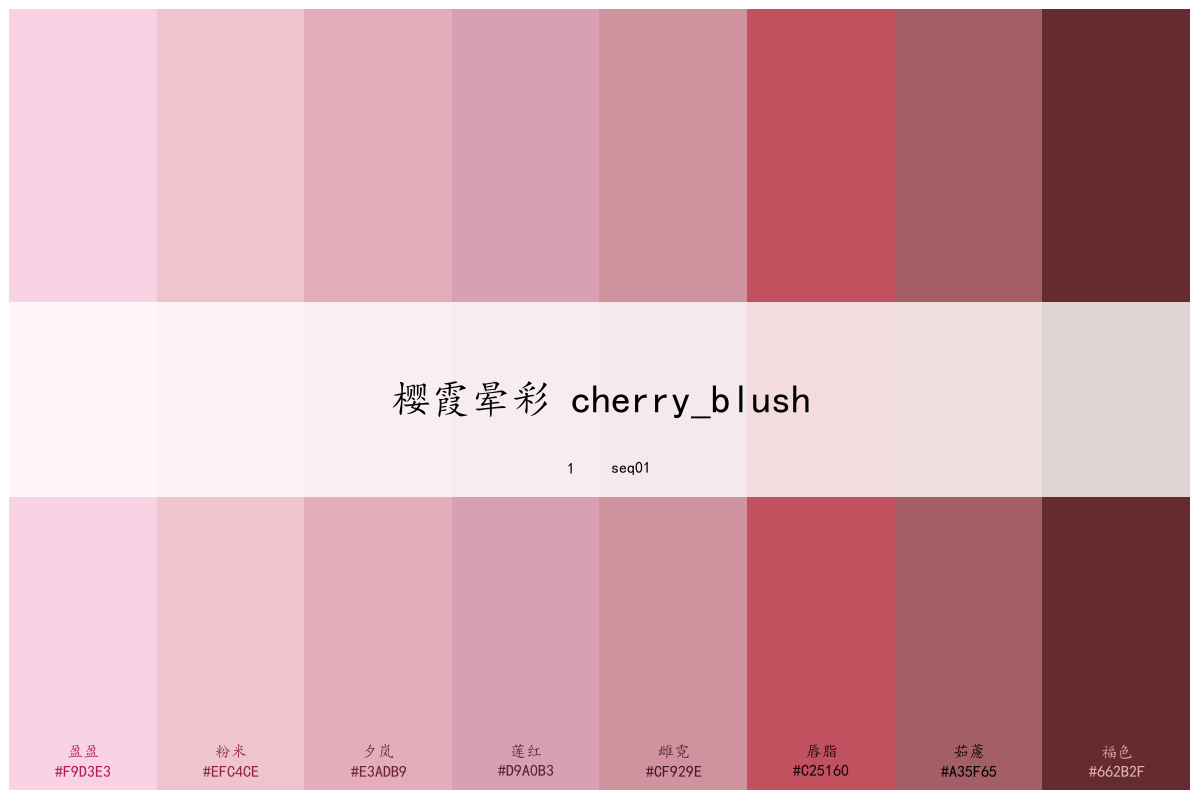 樱霞晕彩 cherry_blush
1 seq01
盈盈 粉米 夕岚 莲红 雌霓 唇脂 茹藘 福色
#F9D3E3 #EFC4CE #E3ADB9 #D9A0B3 #CF929E #C25160 #A35F65 #662B2F